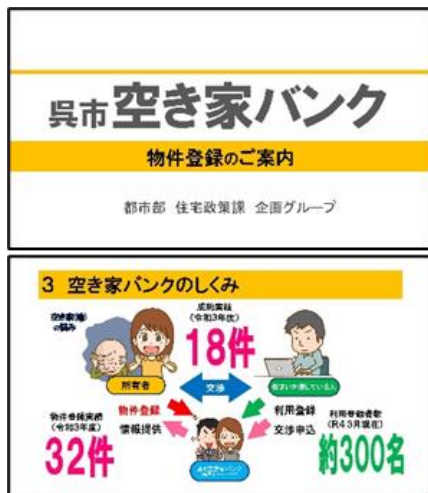 呉市空き家バンク
物件登録のご案内
都市部 住宅政策課 企画グループ
3 空き家バンクのしくみ
成約実績
(令和3年度)
18件
所有者
交渉
物件登録
情報提供
利用登録
交渉申込
物件登録実績
(令和3年度)
32件
利用登録者数
(R4 3月現在)
約300名